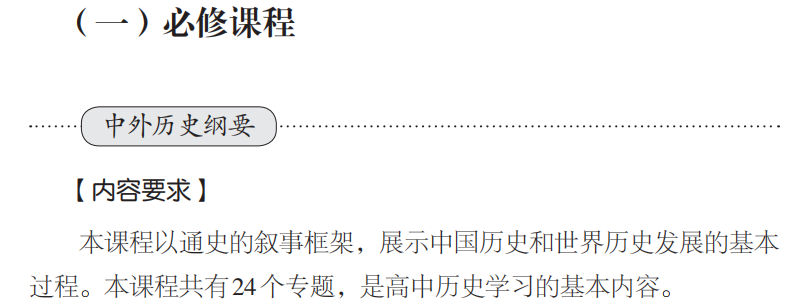 （一）必修课程
中外历史纲要
【内容要求】
本课程以通史的叙事框架，展示中国历史和世界历史发展的基本
过程。本课程共有24个专题，是高中历史学习的基本内容。